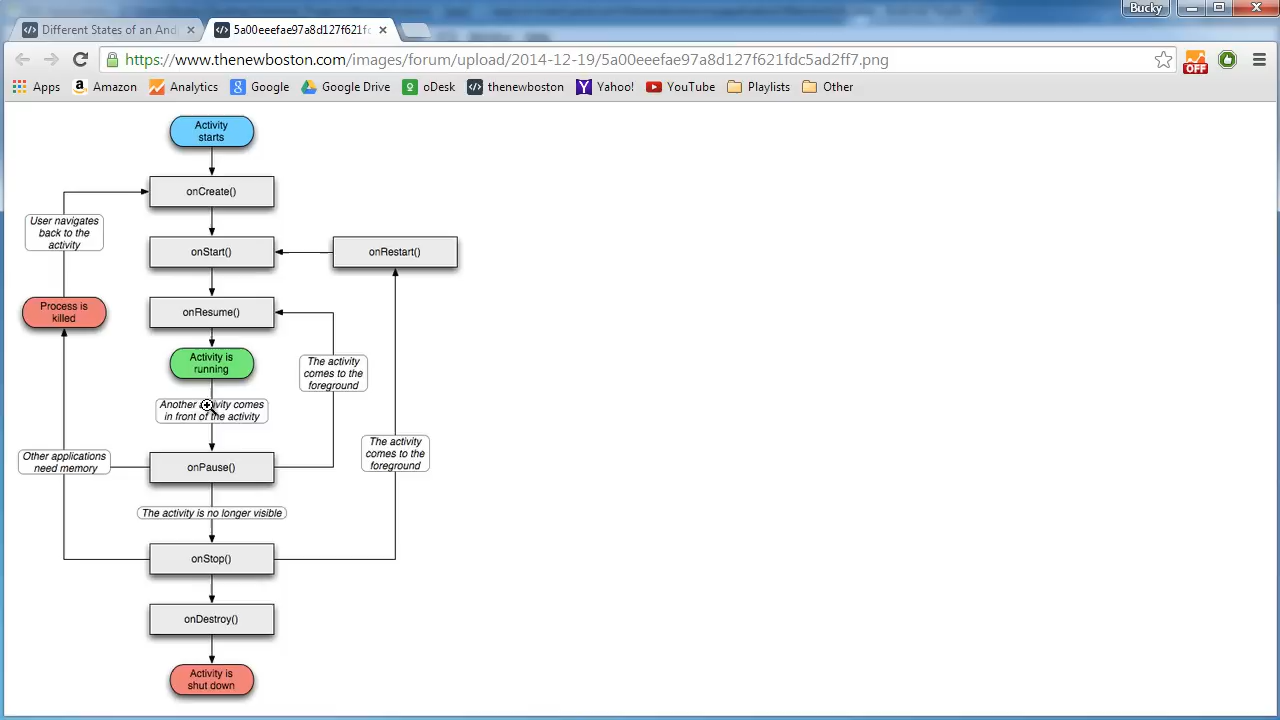 Bucky
Different States of an And
5a00eeefae97a8d127f621fc
https://www.thenewboston.com/images/forum/upload/2014-12-19/5a00eeefae97a8d127f621fdc5ad2ff7.png
OFF
Apps Amazon Analytics Google Google Drive oDesk thenewboston Yahoo! YouTube Playlists Other
Activity
starts
onCreate()
User navigates
back to the
activity
onStart()
onRestart()
Process is
killed
onResume()
Activity is
running
The activity
comes to the
foreground
Another activity comes
in front of the activity
The activity
comes to the
foreground
Other applications
need memory
onPause()
The activity is no longer visible
onStop()
onDestroy()
Activity is
shut down